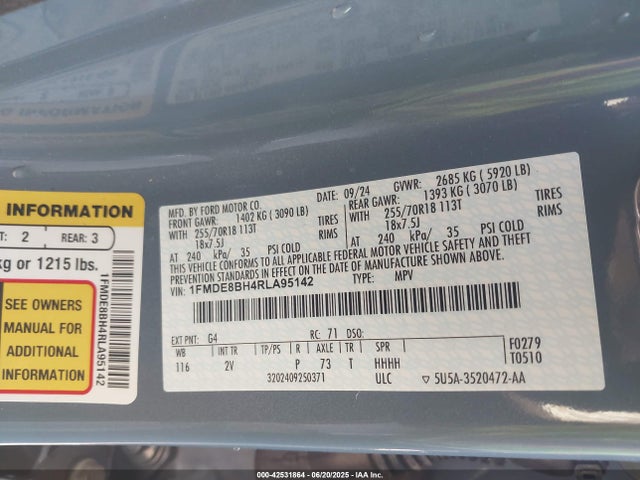 INFORMATION
: 2 REAR: 3
kg or 1215 lbs.
SEE OWNERS
MANUAL FOR
ADDITIONAL
INFORMATION
1FMDE8BH4RLA95142
MFD. BY FORD MOTOR CO.
DATE: 09/24
GVWR: 2685 KG ( 5920 LB)
FRONT GAWR: 1402 KG ( 3090 LB)
REAR GAWR: 1393 KG ( 3070 LB)
WITH 255/70R18 113T TIRES
WITH 255/70R18 113T TIRES
18x7.5J RIMS
18x7.5J RIMS
AT 240 kPa/ 35 PSI COLD
AT 240 kPa/ 35 PSI COLD
THIS VEHICLE CONFORMS TO ALL APPLICABLE FEDERAL MOTOR VEHICLE SAFETY AND THEFT
PREVENTION STANDARDS IN EFFECT ON THE DATE OF MANUFACTURE SHOWN ABOVE.
VIN: 1FMDE8BH4RLA95142
TYPE: MPV
EXT PNT: G4 RC: 71 DSO:
WB INT TR TP/PS R AXLE TR SPR
116 2V P 73 T HHHH
3202409250371 ULC
F0279
T0510
5U5A-3520472-AA
000-42531864 | 06/20/2025 | IAA Inc.